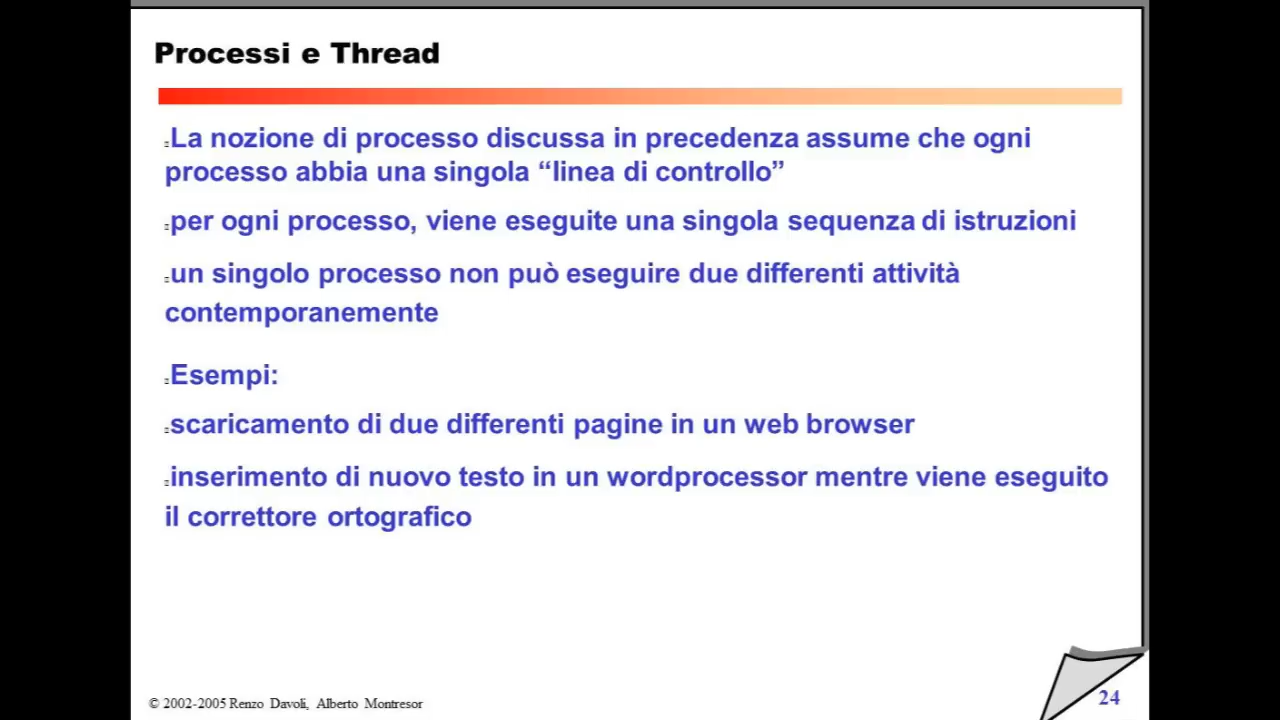 Processi e Thread
La nozione di processo discussa in precedenza assume che ogni
processo abbia una singola “linea di controllo”
per ogni processo, viene eseguite una singola sequenza di istruzioni
un singolo processo non può eseguire due differenti attività
contemporanemente
Esempi:
scaricamento di due differenti pagine in un web browser
inserimento di nuovo testo in un wordprocessor mentre viene eseguito
il correttore ortografico
© 2002-2005 Renzo Davoli, Alberto Montresor
24